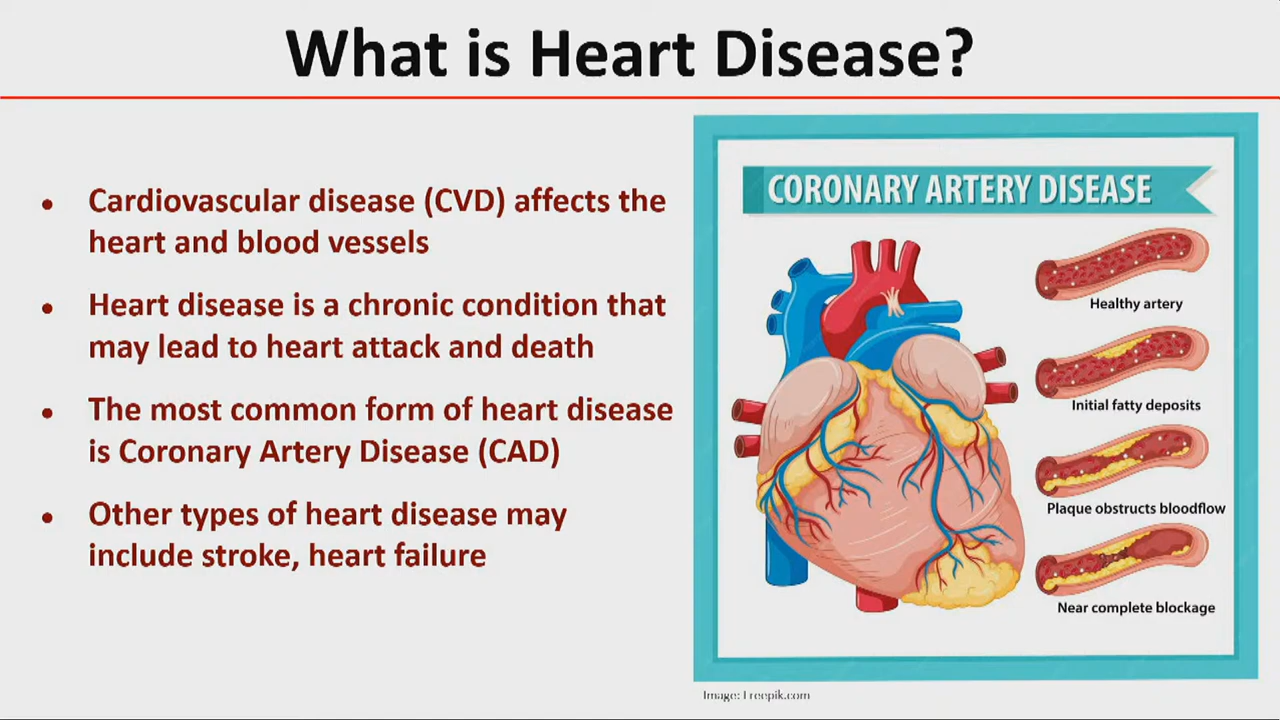 What is Heart Disease?
• Cardiovascular disease (CVD) affects the
heart and blood vessels
• Heart disease is a chronic condition that
may lead to heart attack and death
• The most common form of heart disease
is Coronary Artery Disease (CAD)
• Other types of heart disease may
include stroke, heart failure
CORONARY ARTERY DISEASE
Healthy artery
Initial fatty deposits
Plaque obstructs bloodflow
Near complete blockage
Image: Freepik.com